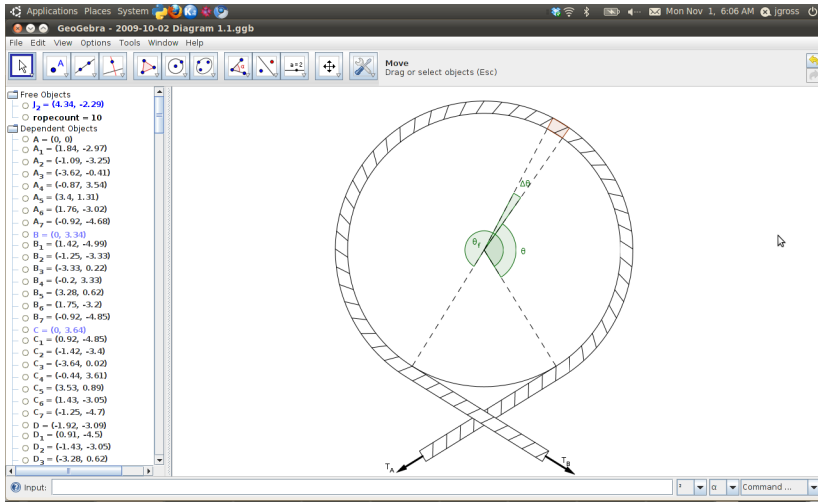 Applications Places System
Mon Nov 1, 6:06 AM jgross
GeoGebra - 2009-10-02 Diagram 1.1.ggb
File Edit View Options Tools Window Help
A
α
a=2
Move
Drag or select objects (Esc)
Free Objects
J₂ = (4.34, -2.29)
ropecount = 10
Dependent Objects
A = (0, 0)
A₁ = (1.84, -2.97)
A₂ = (-1.09, -3.25)
A₃ = (-3.62, -0.41)
A₄ = (-0.87, 3.54)
A₅ = (3.4, 1.31)
A₆ = (1.76, -3.02)
A₇ = (-0.92, -4.68)
B = (0, 3.34)
B₁ = (1.42, -4.99)
B₂ = (-1.25, -3.33)
B₃ = (-3.33, 0.22)
B₄ = (-0.2, 3.33)
B₅ = (3.28, 0.62)
B₆ = (1.75, -3.2)
B₇ = (-0.92, -4.85)
C = (0, 3.64)
C₁ = (0.92, -4.85)
C₂ = (-1.42, -3.4)
C₃ = (-3.64, 0.02)
C₄ = (-0.44, 3.61)
C₅ = (3.53, 0.89)
C₆ = (1.43, -3.05)
C₇ = (-1.25, -4.7)
D = (-1.92, -3.09)
D₁ = (0.91, -4.5)
D₂ = (-1.43, -3.05)
D₃ = (-3.28, 0.62)
Δθ
θf
θ
TA
TB
Input:
² α Command ...